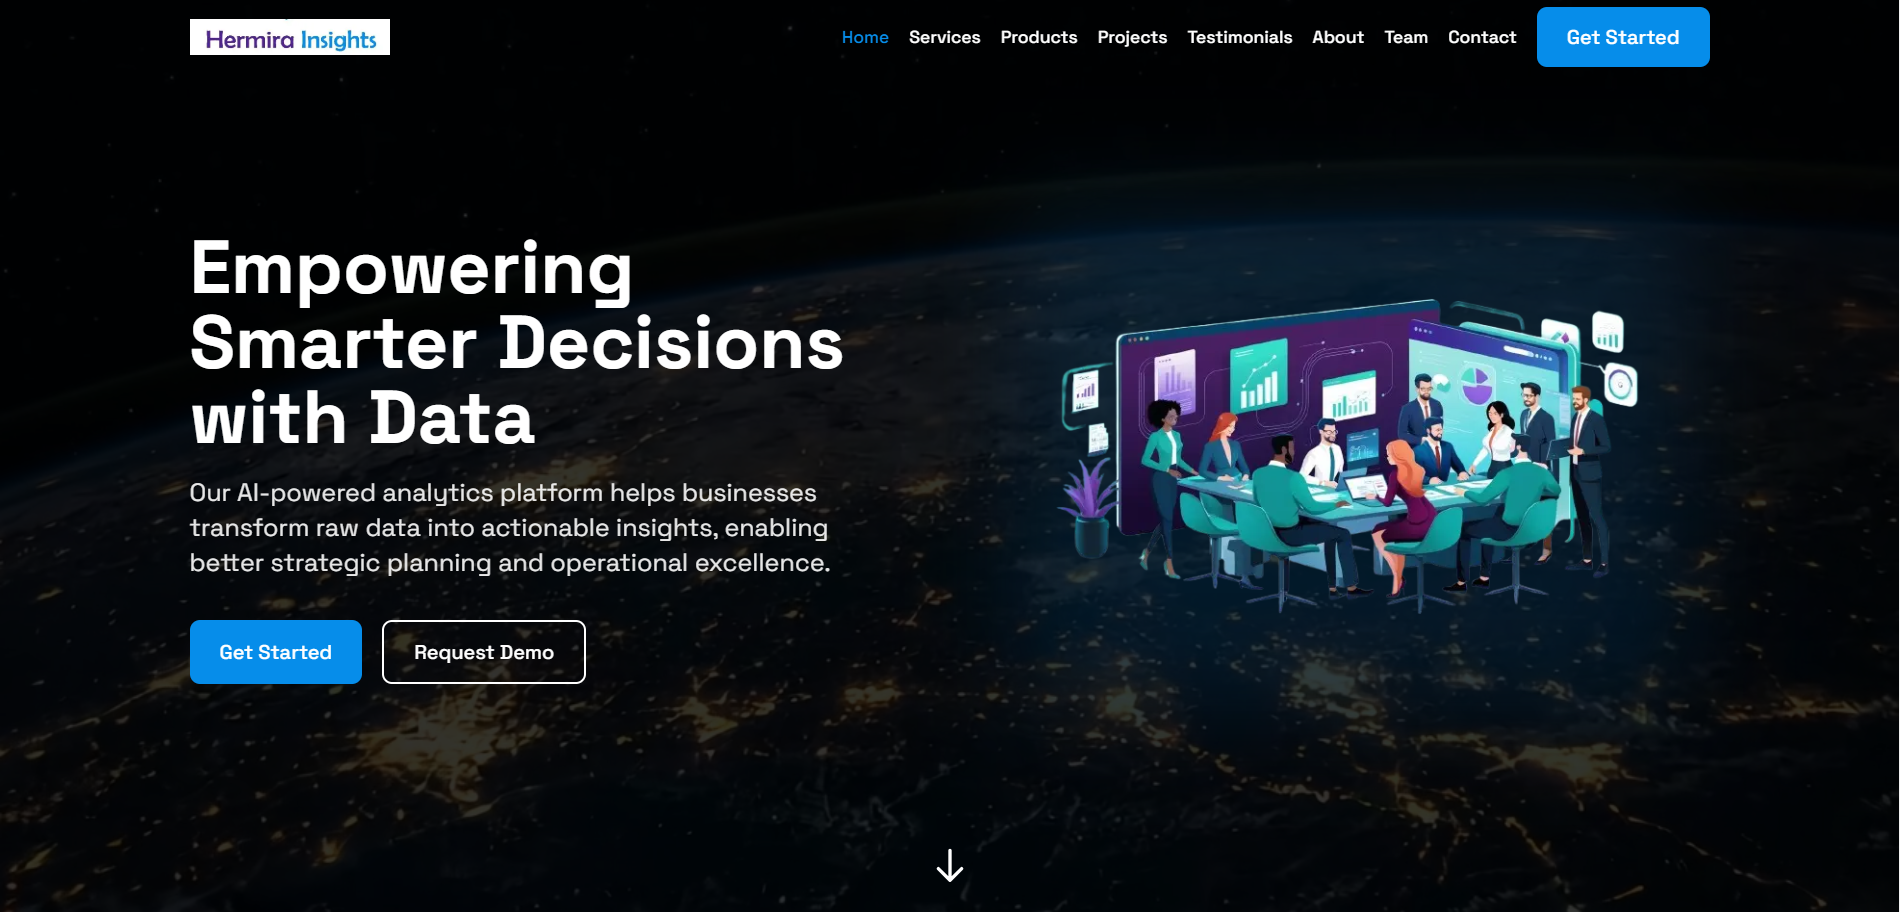 Hermira Insights
Home Services Products Projects Testimonials About Team Contact Get Started
Empowering
Smarter Decisions
with Data
Our AI-powered analytics platform helps businesses
transform raw data into actionable insights, enabling
better strategic planning and operational excellence.
Get Started Request Demo